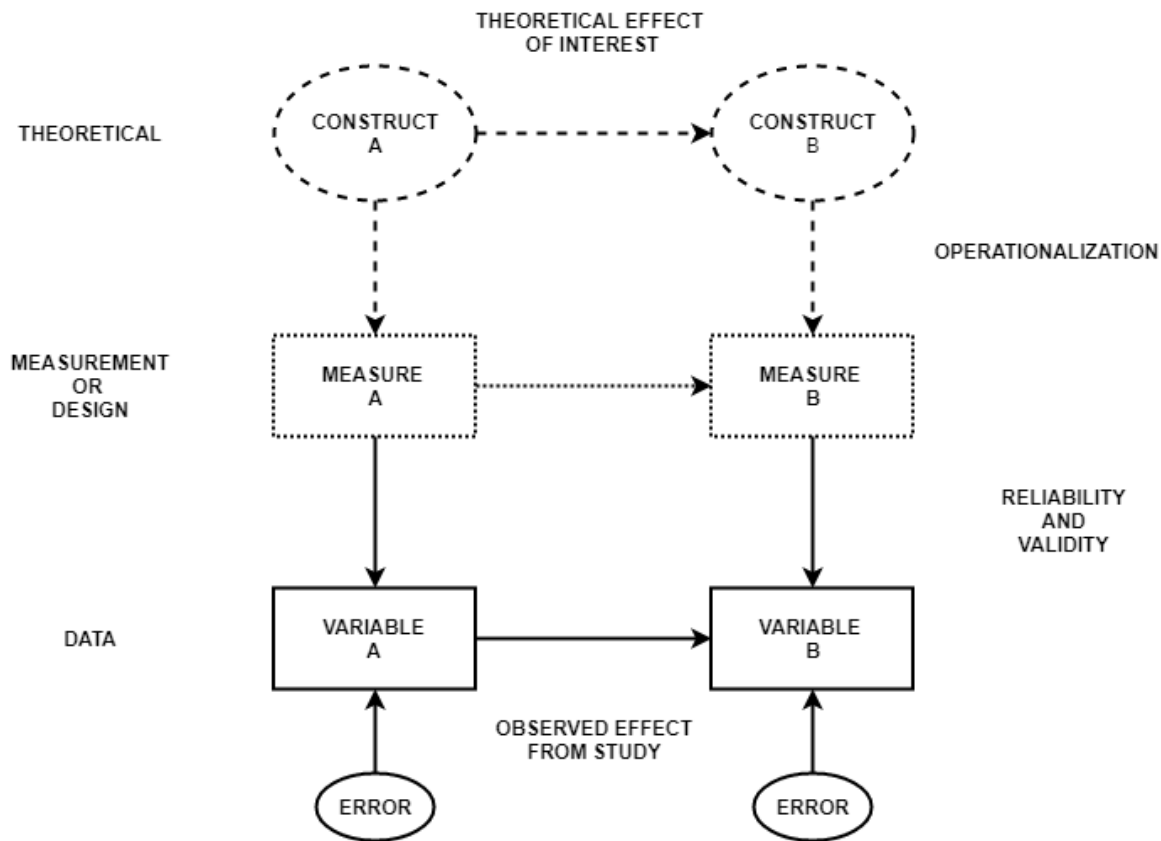 THEORETICAL EFFECT
OF INTEREST
THEORETICAL
CONSTRUCT
A
CONSTRUCT
B
OPERATIONALIZATION
MEASUREMENT
OR
DESIGN
MEASURE
A
MEASURE
B
RELIABILITY
AND
VALIDITY
DATA
VARIABLE
A
VARIABLE
B
OBSERVED EFFECT
FROM STUDY
ERROR
ERROR